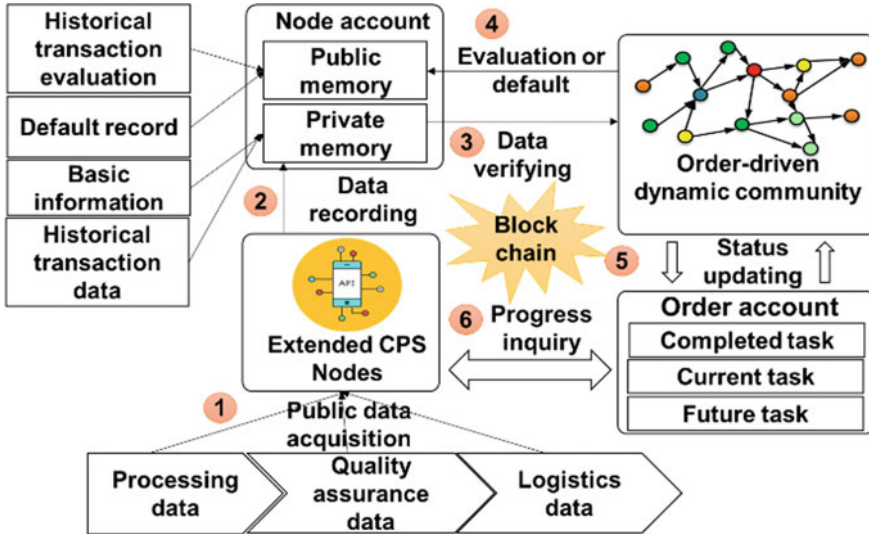 Historical
transaction
evaluation
Default record
Basic
information
Historical
transaction
data
Node account
Public
memory
Private
memory
4
Evaluation or
default
3
Data
verifying
Order-driven
dynamic community
2
Data
recording
Block
chain
5
Status
updating
API
Extended CPS
Nodes
6
Progress
inquiry
Order account
Completed task
Current task
Future task
1
Public data
acquisition
Processing
data
Quality
assurance
data
Logistics
data